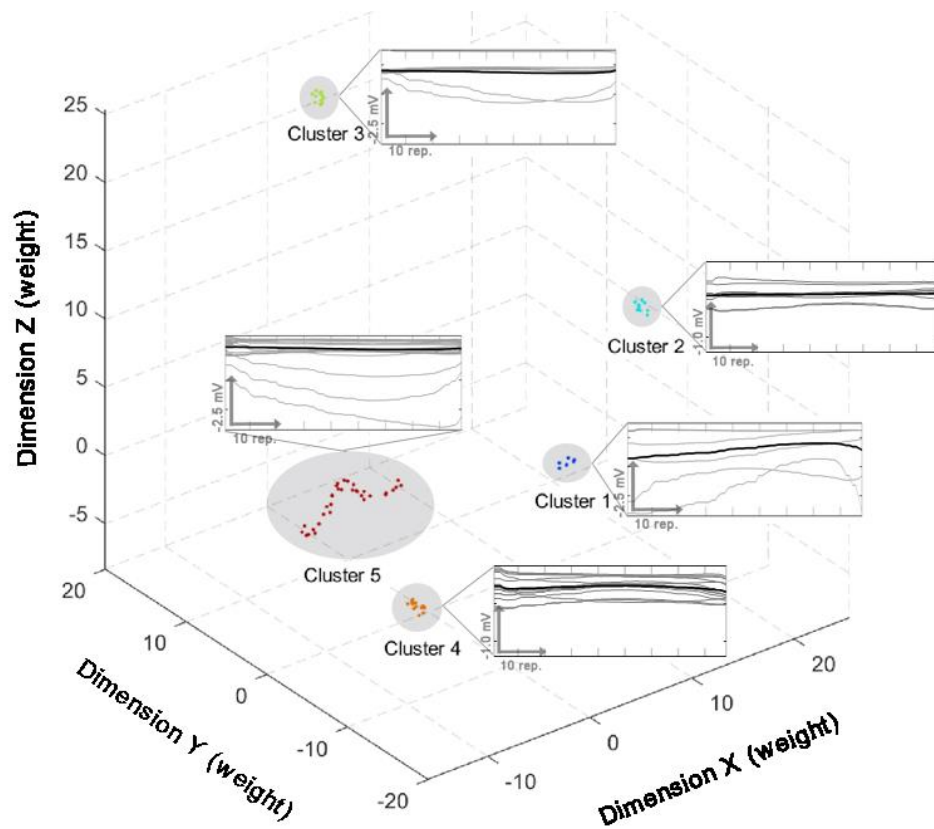 25
20
15
10
5
0
-5
Dimension Z (weight)
20
10
0
-10
-20
Dimension Y (weight)
-10
0
10
20
Dimension X (weight)
Cluster 3
-2.5 mV
10 rep.
Cluster 2
-1.0 mV
10 rep.
-2.5 mV
10 rep.
Cluster 5
Cluster 1
-2.5 mV
10 rep.
Cluster 4
-1.0 mV
10 rep.